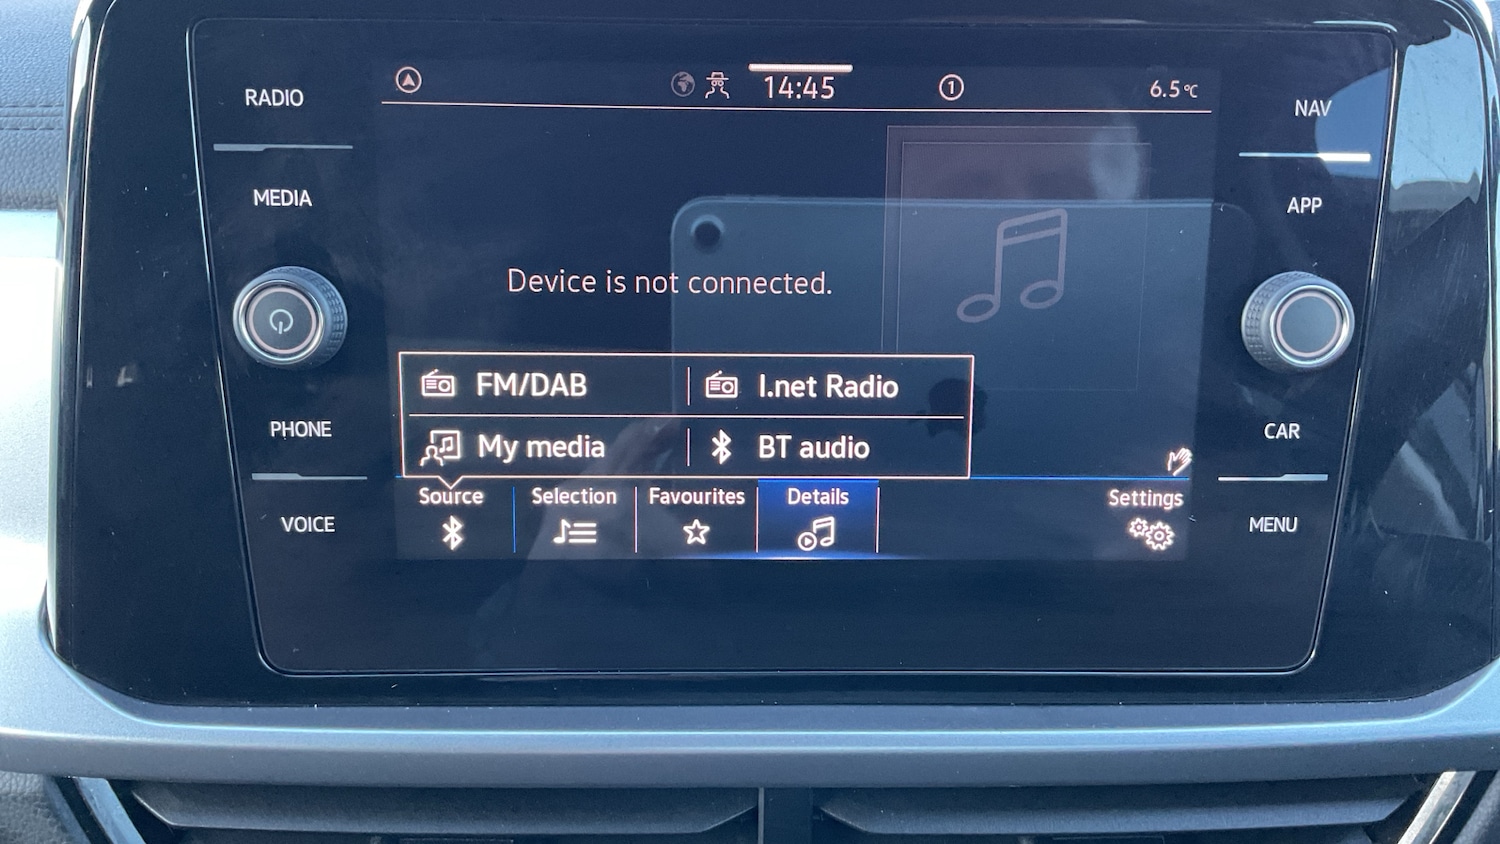 RADIO
MEDIA
PHONE
VOICE
14:45
1
6.5°C
Device is not connected.
FM/DAB
I.net Radio
My media
BT audio
Source
Selection
Favourites
Details
Settings
NAV
APP
CAR
MENU